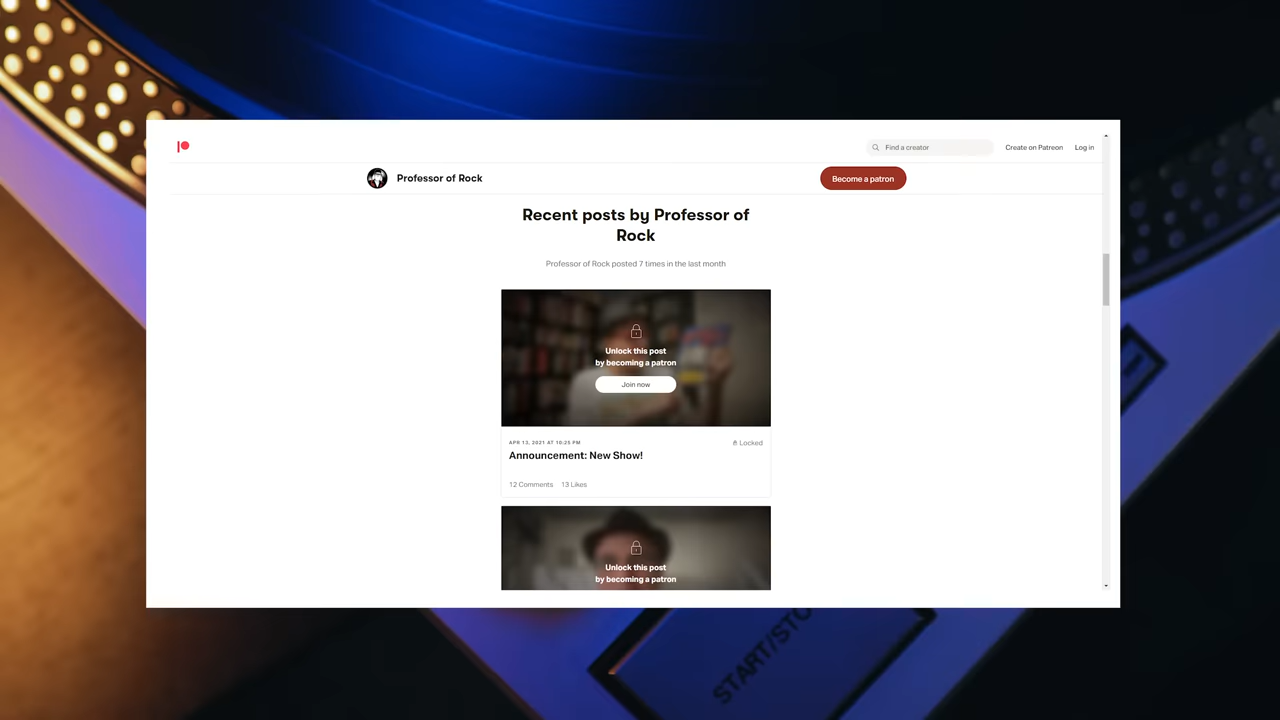 Find a creator
Create on Patreon
Log in
Professor of Rock
Become a patron
Recent posts by Professor of
Rock
Professor of Rock posted 7 times in the last month
Unlock this post
by becoming a patron
Join now
APR 13, 2021 AT 10:25 PM
Locked
Announcement: New Show!
12 Comments
13 Likes
Unlock this post
by becoming a patron
START/STO